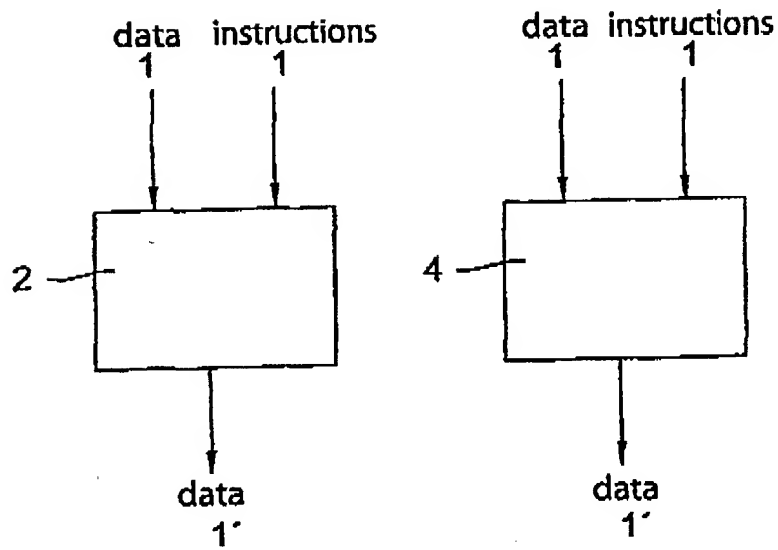 data instructions
1 1
data instructions
1 1
2
4
data
1'
data
1'